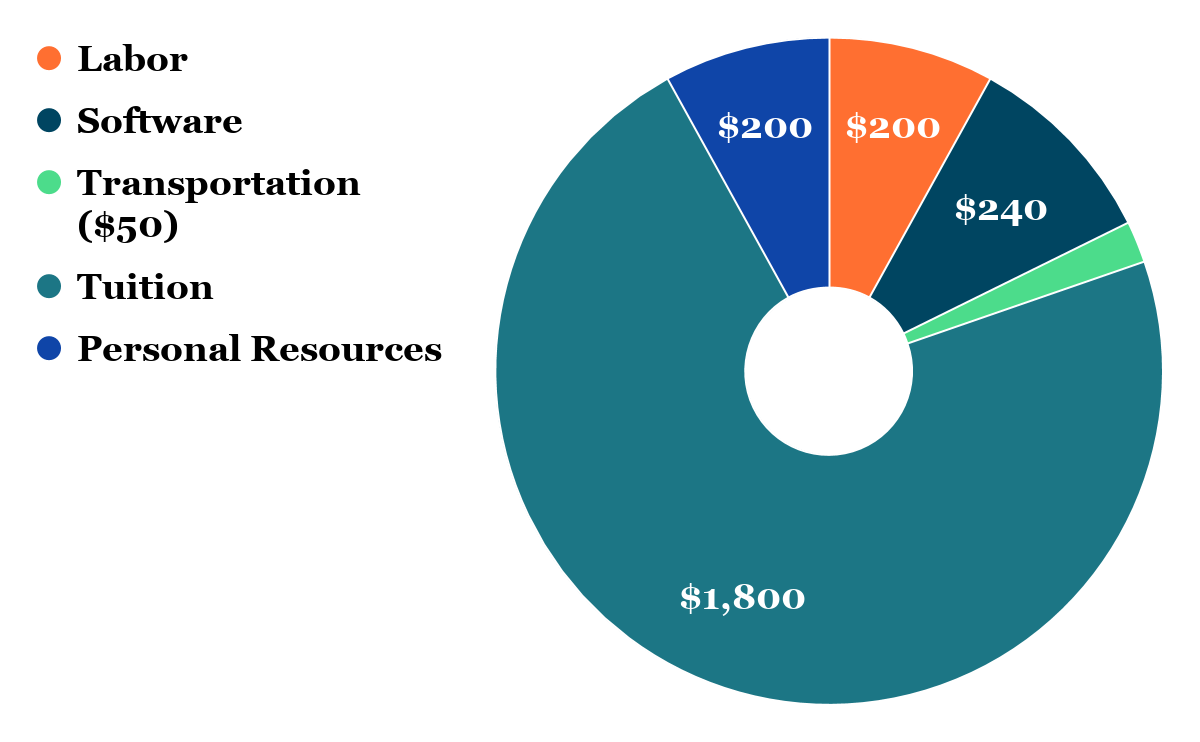 Labor
Software
Transportation
($50)
Tuition
Personal Resources
$200
$200
$240
$1,800